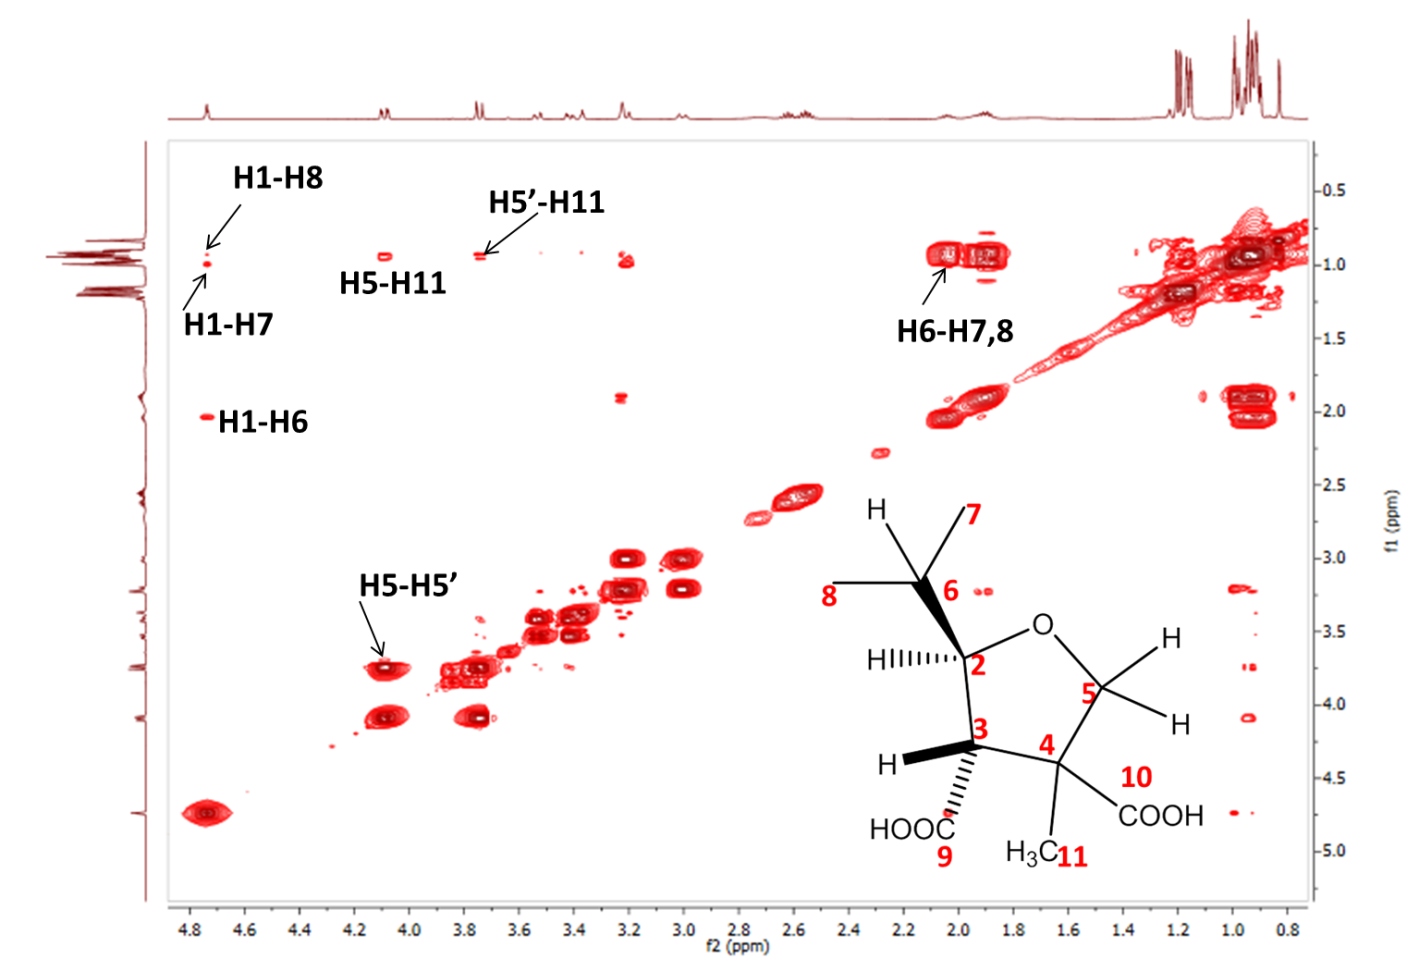 H1-H8
H5’-H11
H5-H11
H1-H7
H6-H7,8
H1-H6
H5-H5’
H
7
8
6
O
H
H
2
5
H
3
4
H
10
HOOC
COOH
9
H₃C
11
0.5
1.0
1.5
2.0
2.5
3.0
3.5
4.0
4.5
5.0
f1 (ppm)
4.8 4.6 4.4 4.2 4.0 3.8 3.6 3.4 3.2 3.0 2.8 2.6 2.4 2.2 2.0 1.8 1.6 1.4 1.2 1.0 0.8
f2 (ppm)